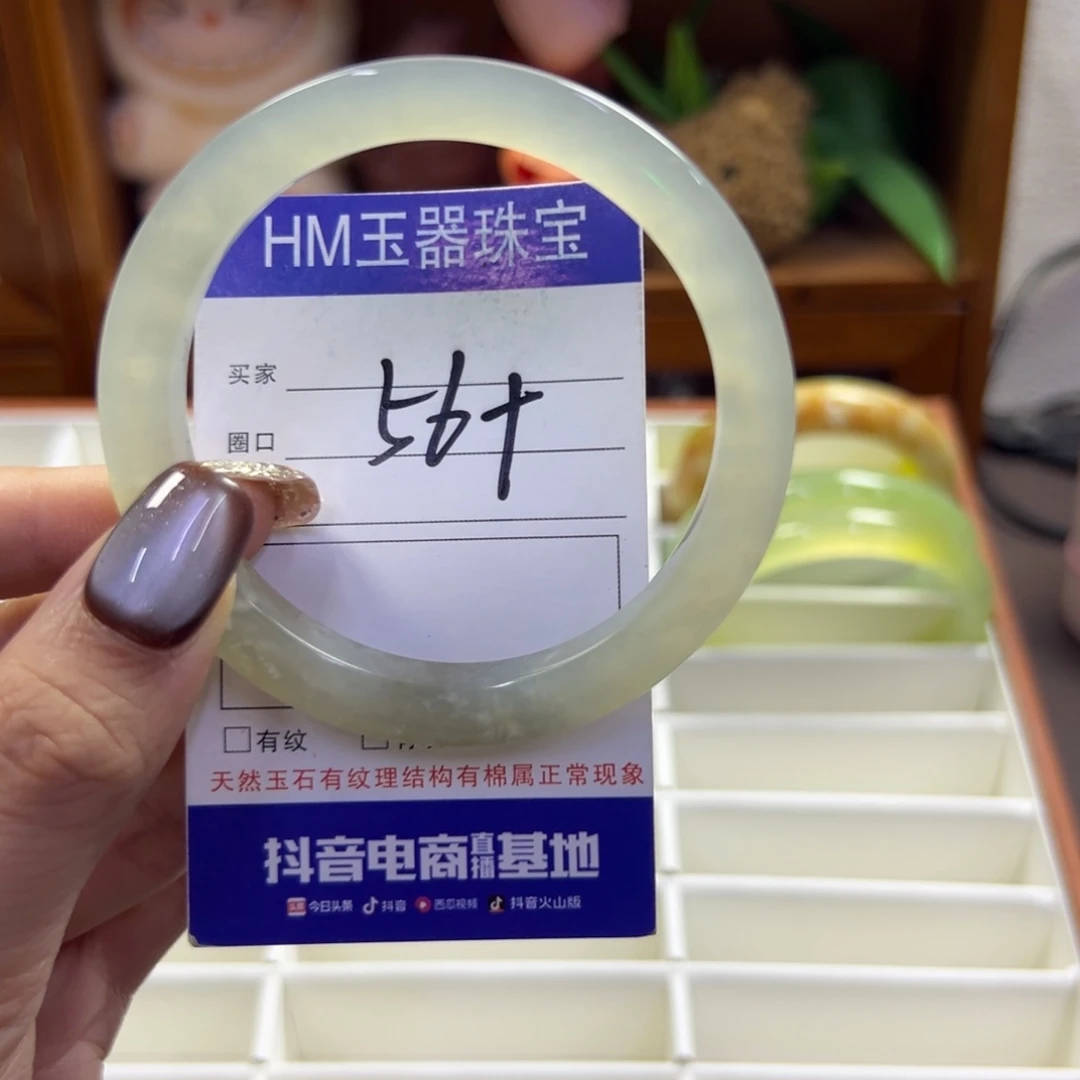 HM玉器珠宝
买家
圈口
56+
有纹
天然玉石有纹理结构有棉属正常现象
抖音电商直播基地
头条 今日头条 抖音 西瓜视频 抖音火山版